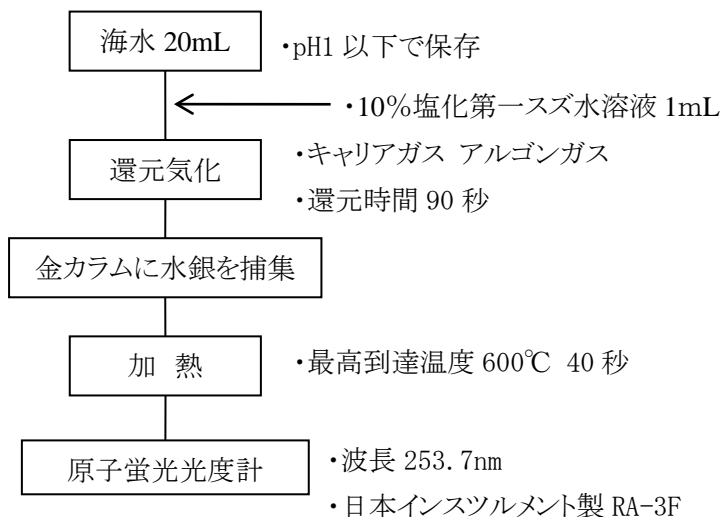 海水 20mL
・pH1 以下で保存
・10%塩化第一スズ水溶液 1mL
還元気化
・キャリアガス アルゴンガス
・還元時間 90 秒
金カラムに水銀を捕集
加 熱
・最高到達温度 600℃ 40 秒
原子蛍光光度計
・波長 253.7nm
・日本インスツルメント製 RA-3F